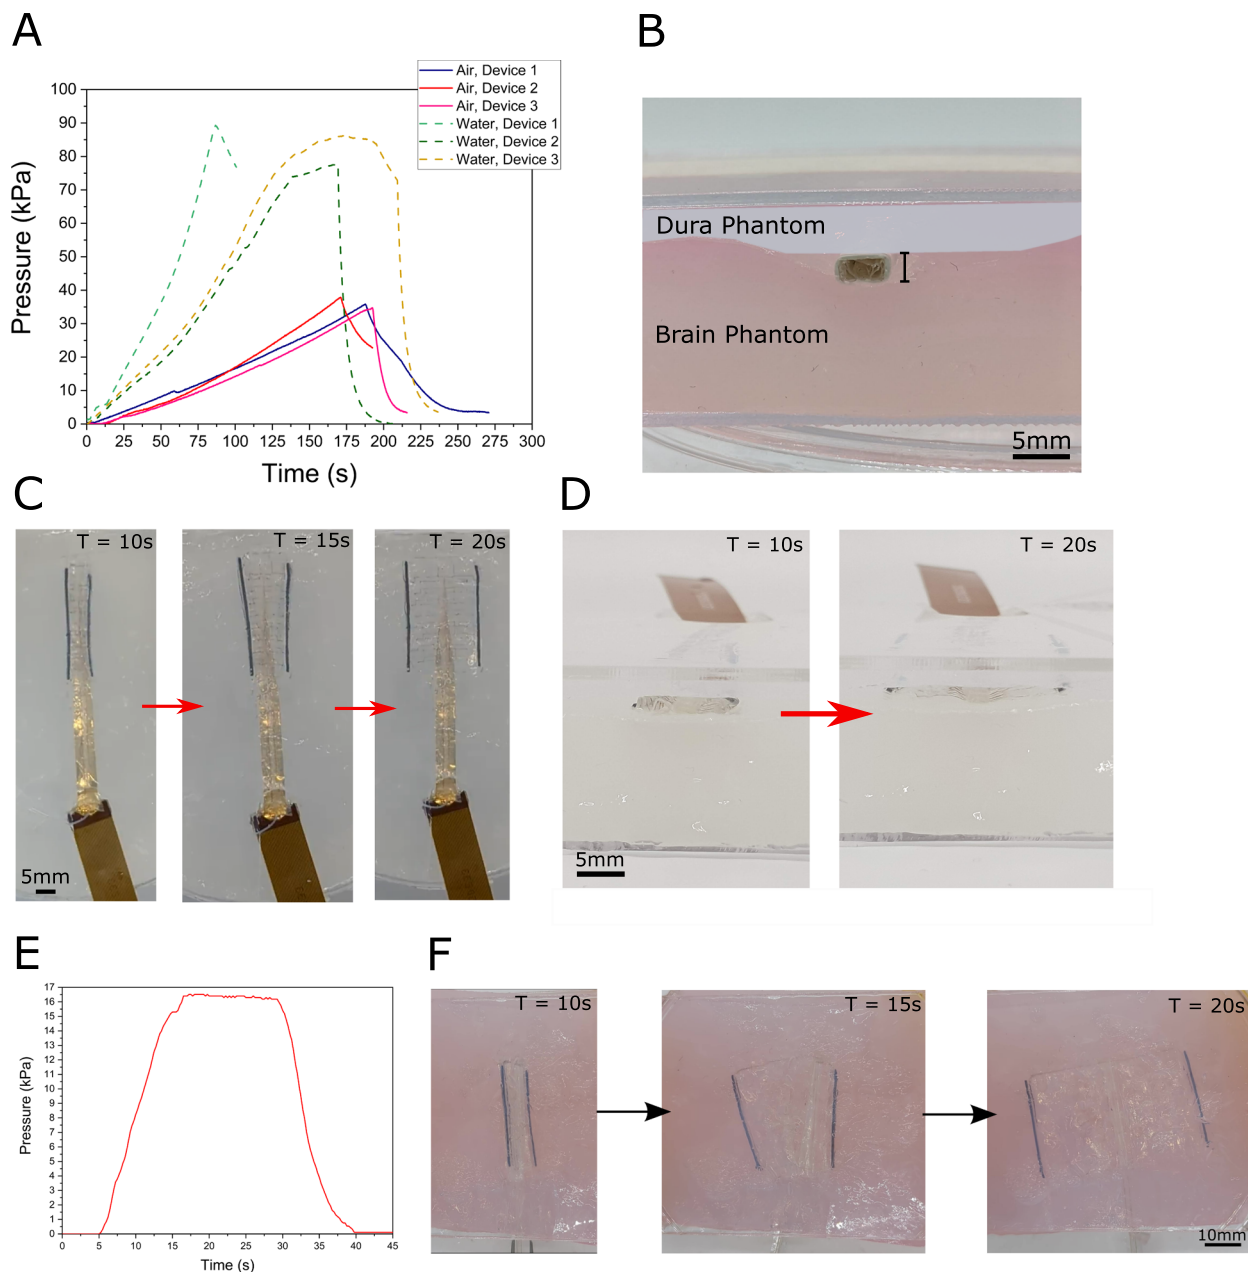 A
Air, Device 1
Air, Device 2
Air, Device 3
Water, Device 1
Water, Device 2
Water, Device 3
100
90
80
70
60
50
40
30
20
10
0
Pressure (kPa)
0 25 50 75 100 125 150 175 200 225 250 275 300
Time (s)
B
Dura Phantom
Brain Phantom
5mm
C
T = 10s
T = 15s
T = 20s
5mm
D
T = 10s
T = 20s
5mm
E
17
16
15
14
13
12
11
10
9
8
7
6
5
4
3
2
1
0
Pressure (kPa)
0 5 10 15 20 25 30 35 40 45
Time (s)
F
T = 10s
T = 15s
T = 20s
10mm